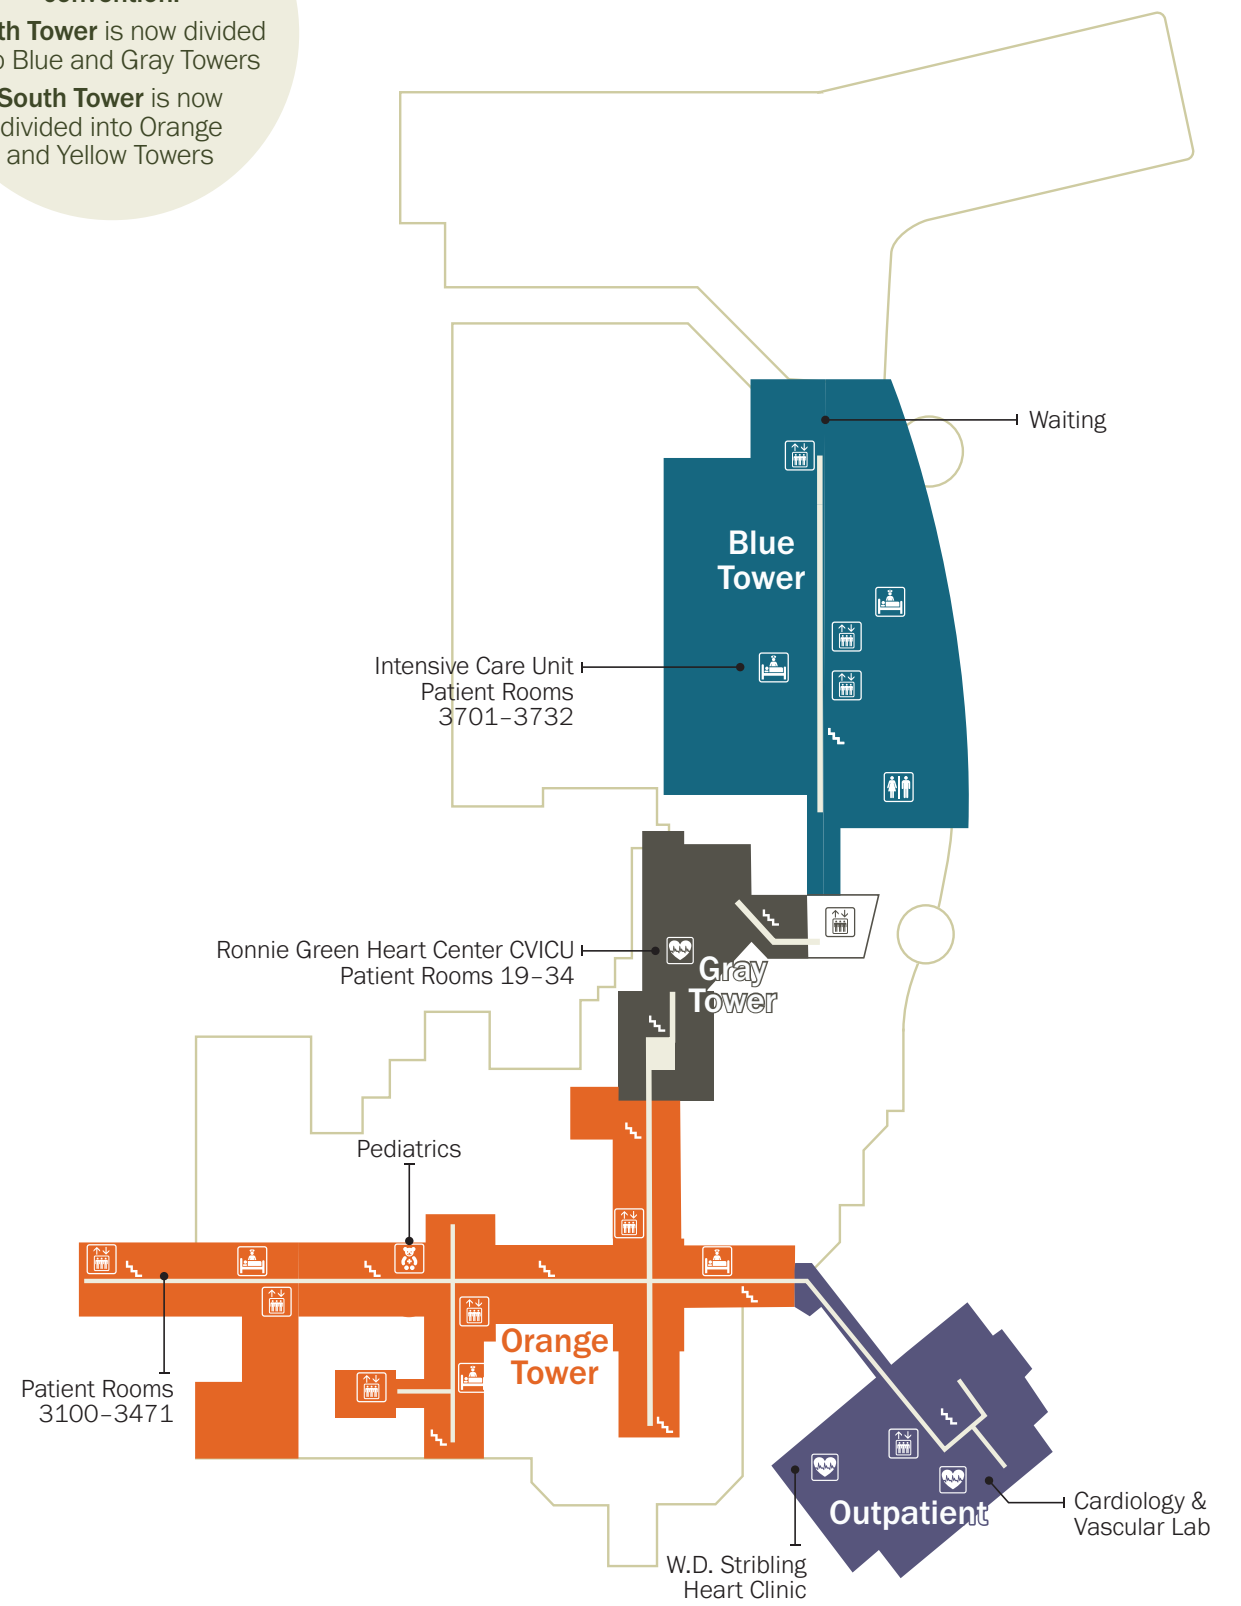 convention:
th Tower is now divided
o Blue and Gray Towers
South Tower is now
divided into Orange
and Yellow Towers
Waiting
Blue
Tower
Intensive Care Unit
Patient Rooms
3701–3732
Ronnie Green Heart Center CVICU
Patient Rooms 19–34
Gray
Tower
Pediatrics
Orange
Tower
Patient Rooms
3100–3471
Outpatient
Cardiology &
Vascular Lab
W.D. Stribling
Heart Clinic